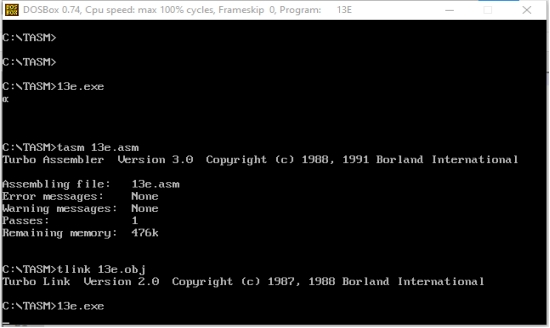 DOSBox 0.74, Cpu speed: max 100% cycles, Frameskip 0, Program: 13E
C:\TASM>
C:\TASM>
C:\TASM>13e.exe
α
C:\TASM>tasm 13e.asm
Turbo Assembler Version 3.0 Copyright (c) 1988, 1991 Borland International
Assembling file: 13e.asm
Error messages: None
Warning messages: None
Passes: 1
Remaining memory: 476k
C:\TASM>tlink 13e.obj
Turbo Link Version 2.0 Copyright (c) 1987, 1988 Borland International
C:\TASM>13e.exe